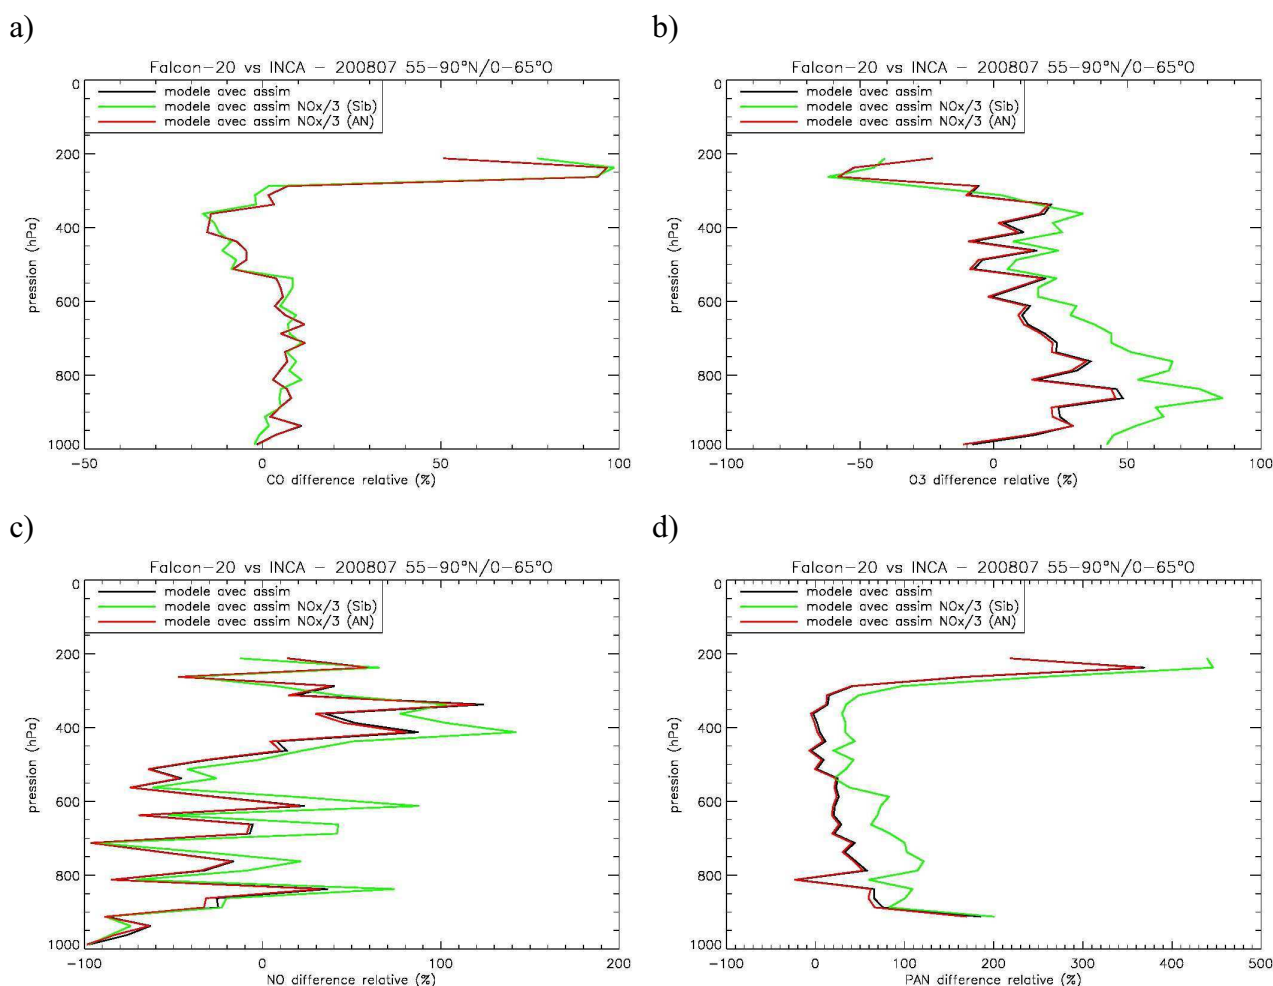 a)
Falcon-20 vs INCA - 200807 55-90°N/0-65°O
modele avec assim
modele avec assim NOx/3 (Sib)
modele avec assim NOx/3 (AN)
0
200
400
600
800
1000
pression (hPa)
-50
0
50
100
CO difference relative (%)
b)
Falcon-20 vs INCA - 200807 55-90°N/0-65°O
modele avec assim
modele avec assim NOx/3 (Sib)
modele avec assim NOx/3 (AN)
0
200
400
600
800
1000
pression (hPa)
-100
-50
0
50
100
O3 difference relative (%)
c)
Falcon-20 vs INCA - 200807 55-90°N/0-65°O
modele avec assim
modele avec assim NOx/3 (Sib)
modele avec assim NOx/3 (AN)
0
200
400
600
800
1000
pression (hPa)
-100
0
100
200
NO difference relative (%)
d)
Falcon-20 vs INCA - 200807 55-90°N/0-65°O
modele avec assim
modele avec assim NOx/3 (Sib)
modele avec assim NOx/3 (AN)
0
200
400
600
800
1000
pression (hPa)
-100
0
100
200
300
400
500
PAN difference relative (%)